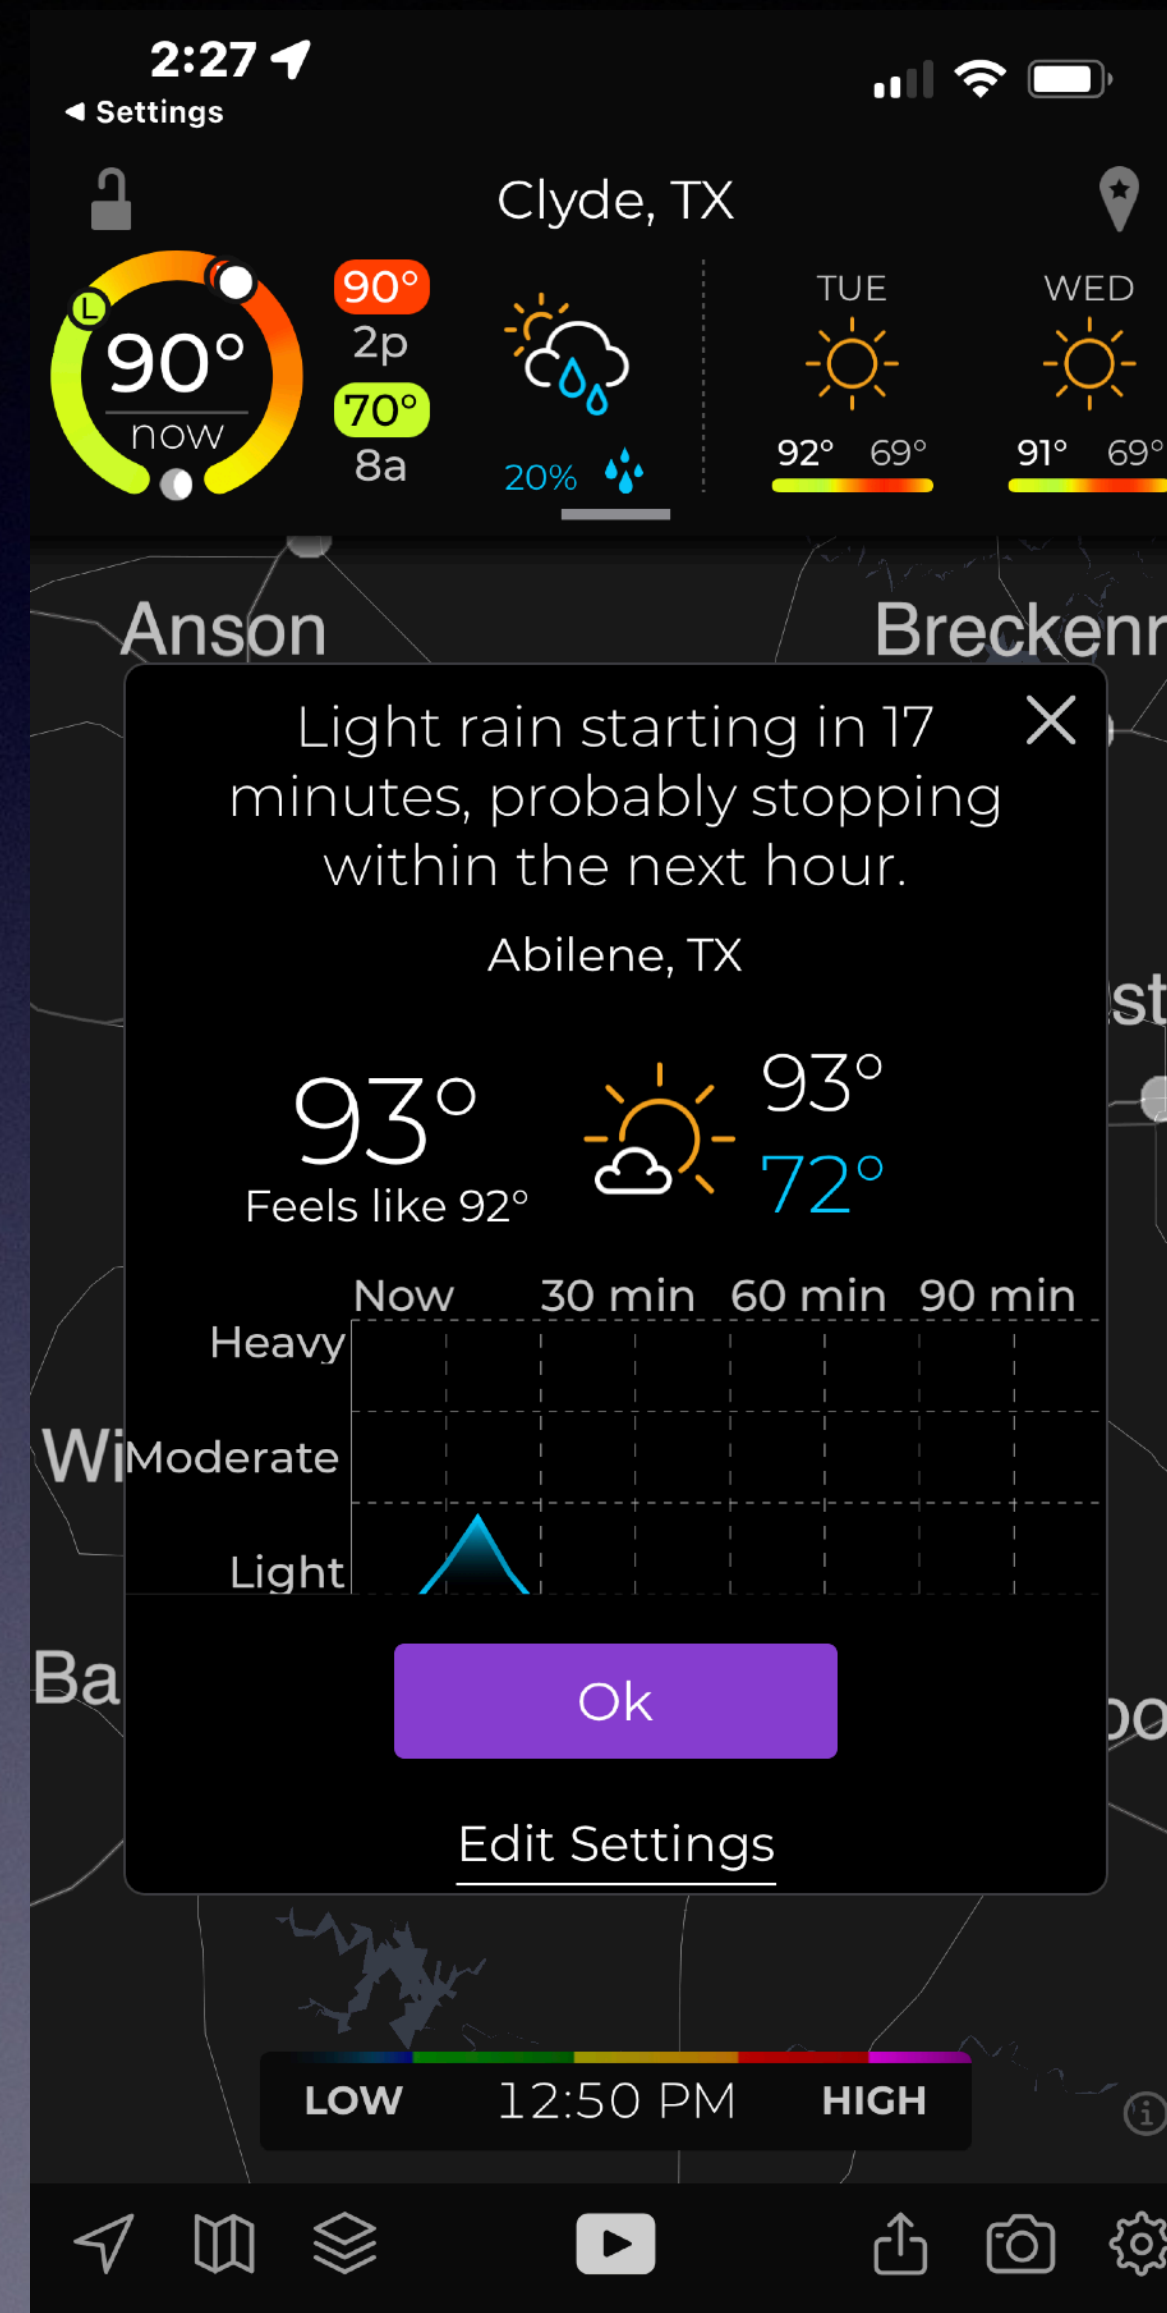 2:27
◀ Settings
Clyde, TX
L
90°
now
90°
2p
70°
8a
20%
TUE
92° 69°
WED
91° 69°
Anson
Breckenr
Light rain starting in 17
minutes, probably stopping
within the next hour.
Abilene, TX
st
93°
Feels like 92°
93°
72°
Now 30 min 60 min 90 min
Heavy
Wi
Moderate
Light
Ba
Ok
po
Edit Settings
LOW 12:50 PM HIGH